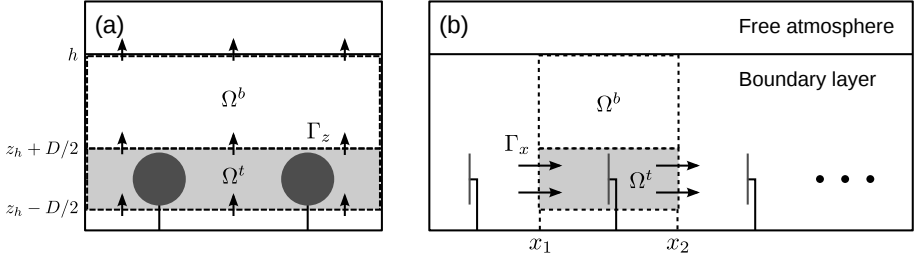 (a)
h
Ω^b
z_h + D/2
Γ_z
Ω^t
z_h − D/2
(b)
Free atmosphere
Boundary layer
Ω^b
Γ_x
Ω^t
x_1
x_2